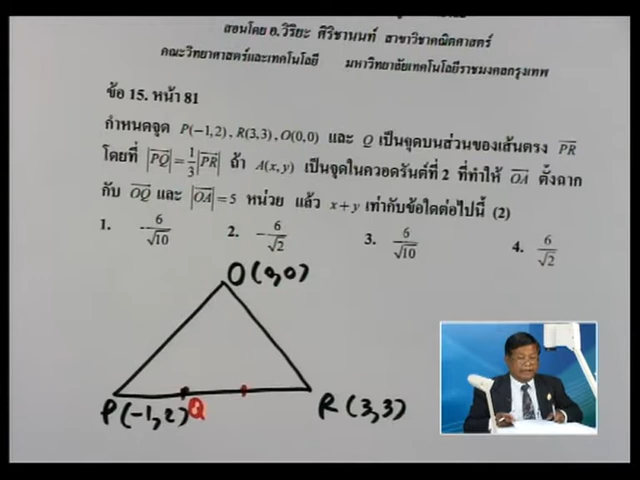 สอนโดย อ.วิริยะ ศิริชานนท์ สาขาวิชาคณิตศาสตร์
คณะวิทยาศาสตร์และเทคโนโลยี มหาวิทยาลัยเทคโนโลยีราชมงคลกรุงเทพ
ข้อ 15. หน้า 81
กำหนดจุด P(−1,2) , R(3,3) , O(0,0) และ Q เป็นจุดบนส่วนของเส้นตรง PR
โดยที่ |PQ| = 1/3 |PR| ถ้า A(x, y) เป็นจุดในควอดรันต์ที่ 2 ที่ทำให้ OA ตั้งฉาก
กับ OQ และ |OA| = 5 หน่วย แล้ว x + y เท่ากับข้อใดต่อไปนี้ (2)
1. -6/√10 2. -6/√2 3. 6/√10 4. 6/√2
O(0,0)
P(-1,2) Q R(3,3)